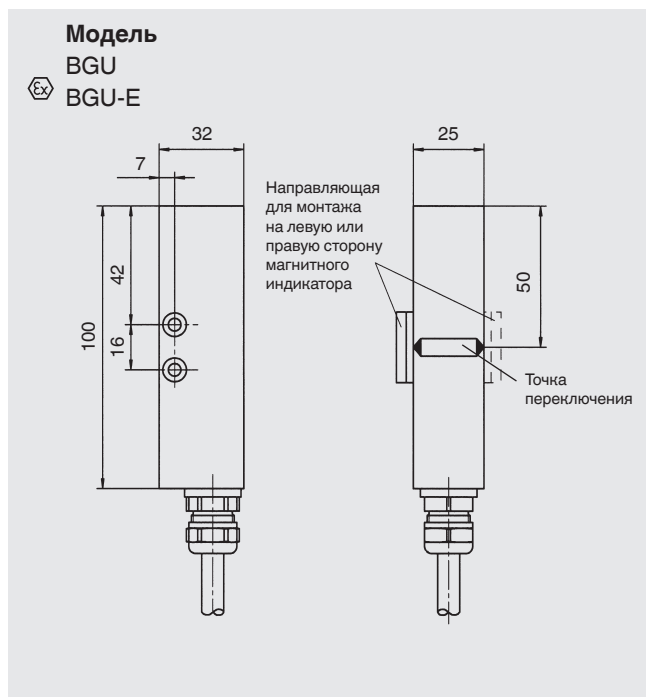 Модель
BGU
Ex
BGU-E
32
25
7
Направляющая
для монтажа
на левую или
правую сторону
магнитного
индикатора
42
50
100
16
Точка
переключения